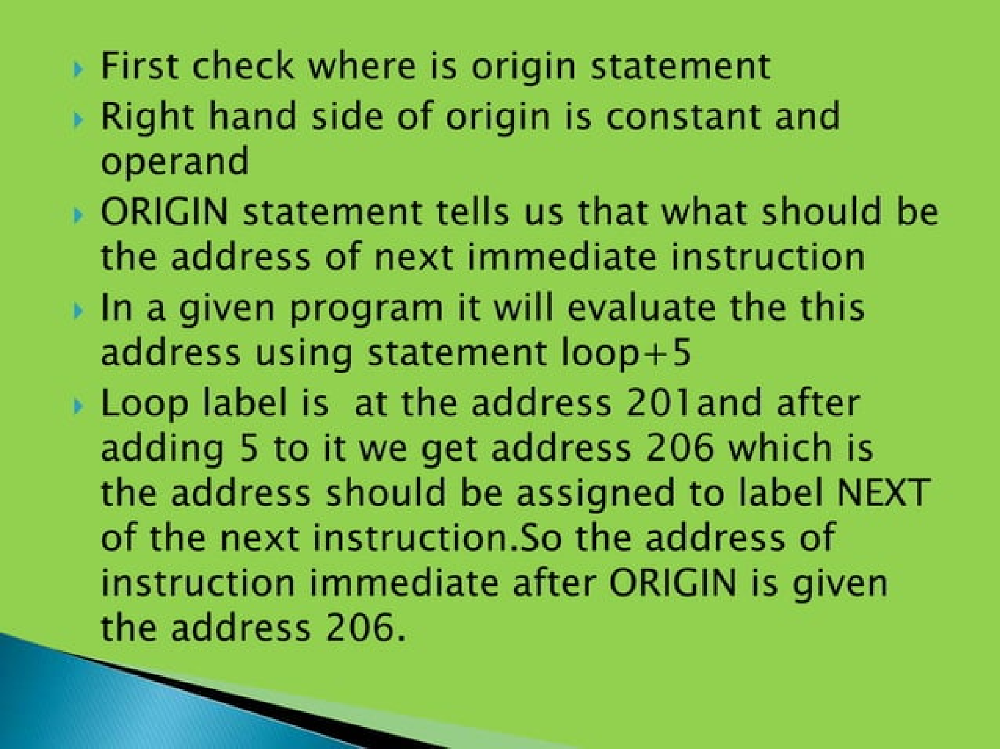 First check where is origin statement
Right hand side of origin is constant and
operand
ORIGIN statement tells us that what should be
the address of next immediate instruction
In a given program it will evaluate the this
address using statement loop+5
Loop label is  at the address 201and after
adding 5 to it we get address 206 which is
the address should be assigned to label NEXT
of the next instruction.So the address of
instruction immediate after ORIGIN is given
the address 206.